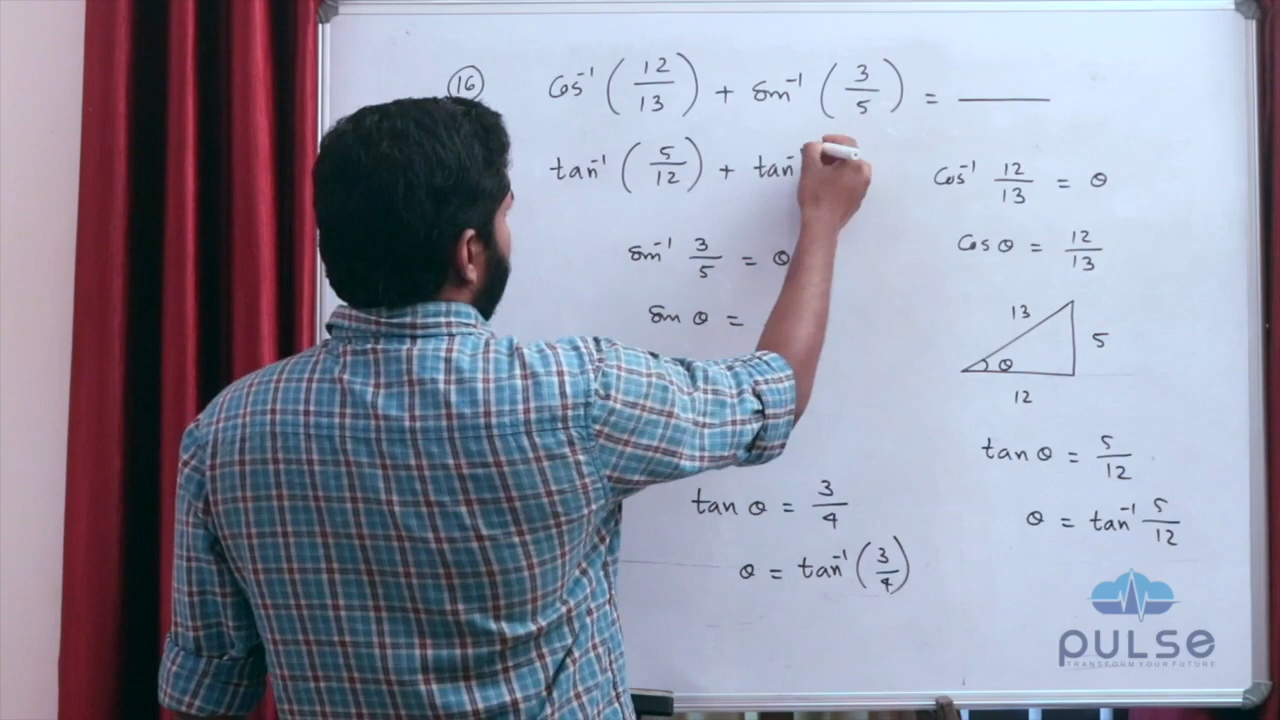 16 cos⁻¹ (12/13) + sin⁻¹ (3/5) = ____
tan⁻¹ (5/12) + tan⁻
sin⁻¹ 3/5 = θ
sin θ =
tan θ = 3/4
θ = tan⁻¹ (3/4)
cos⁻¹ 12/13 = θ
cos θ = 12/13
13
5
θ
12
tan θ = 5/12
θ = tan⁻¹ 5/12
PULSE
TRANSFORM YOUR FUTURE